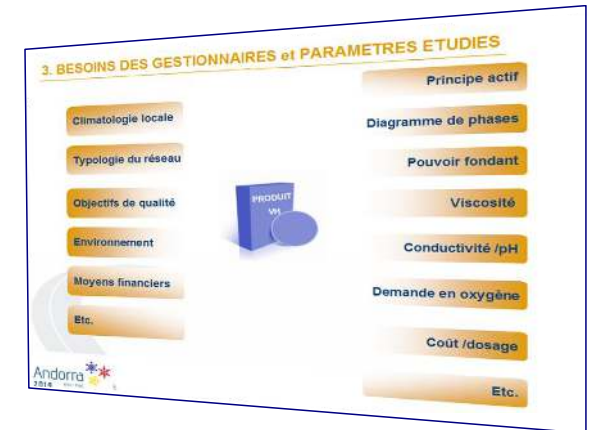 3. BESOINS DES GESTIONNAIRES et PARAMETRES ETUDIES
Climatologie locale
Typologie du réseau
Objectifs de qualité
Environnement
Moyens financiers
Etc.
PRODUIT
VH
Principe actif
Diagramme de phases
Pouvoir fondant
Viscosité
Conductivité /pH
Demande en oxygène
Coût /dosage
Etc.
Andorra
2014